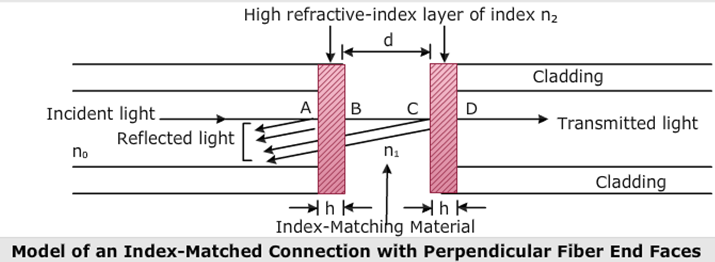 High refractive-index layer of index n₂
d
Cladding
Incident light
A
B
C
D
Transmitted light
Reflected light
n₀
n₁
Cladding
h
h
Index-Matching Material
Model of an Index-Matched Connection with Perpendicular Fiber End Faces